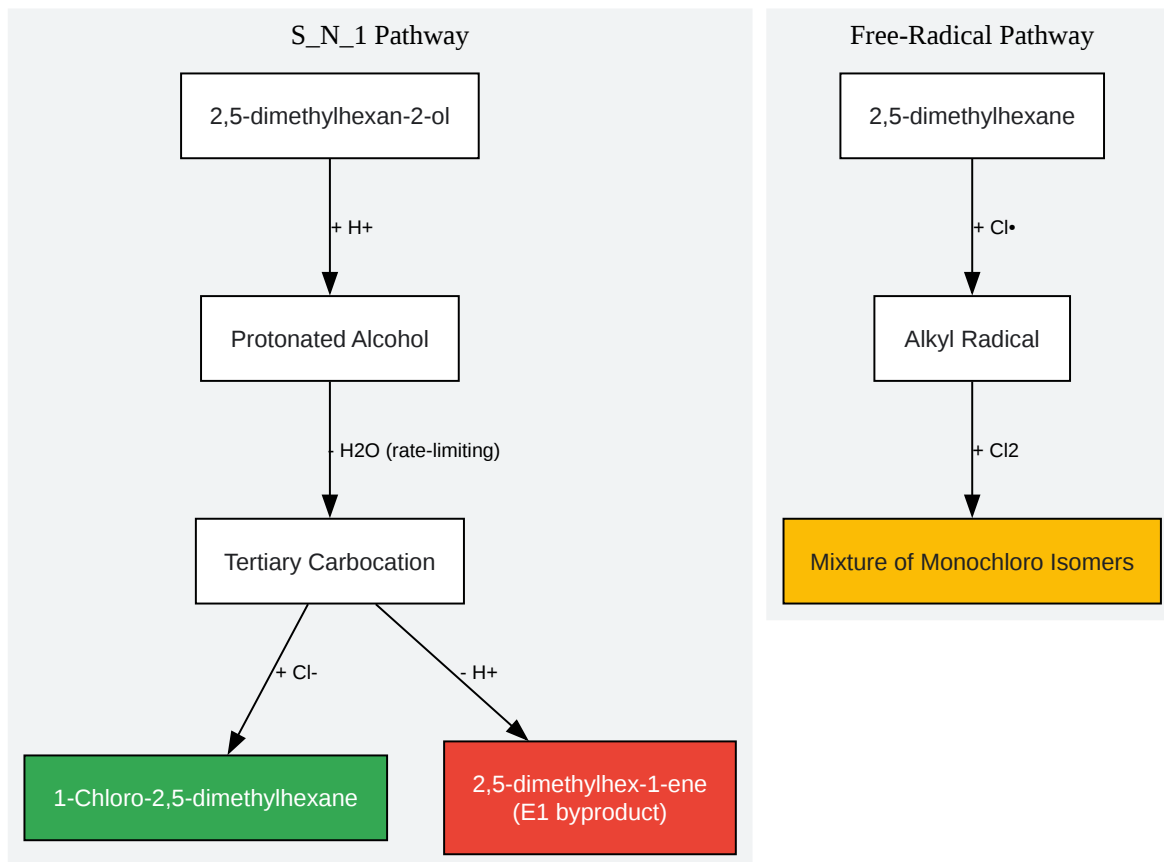 S_N_1 Pathway
2,5-dimethylhexan-2-ol
+ H+
Protonated Alcohol
- H2O (rate-limiting)
Tertiary Carbocation
+ Cl-
- H+
1-Chloro-2,5-dimethylhexane
2,5-dimethylhex-1-ene
(E1 byproduct)
Free-Radical Pathway
2,5-dimethylhexane
+ Cl•
Alkyl Radical
+ Cl2
Mixture of Monochloro Isomers